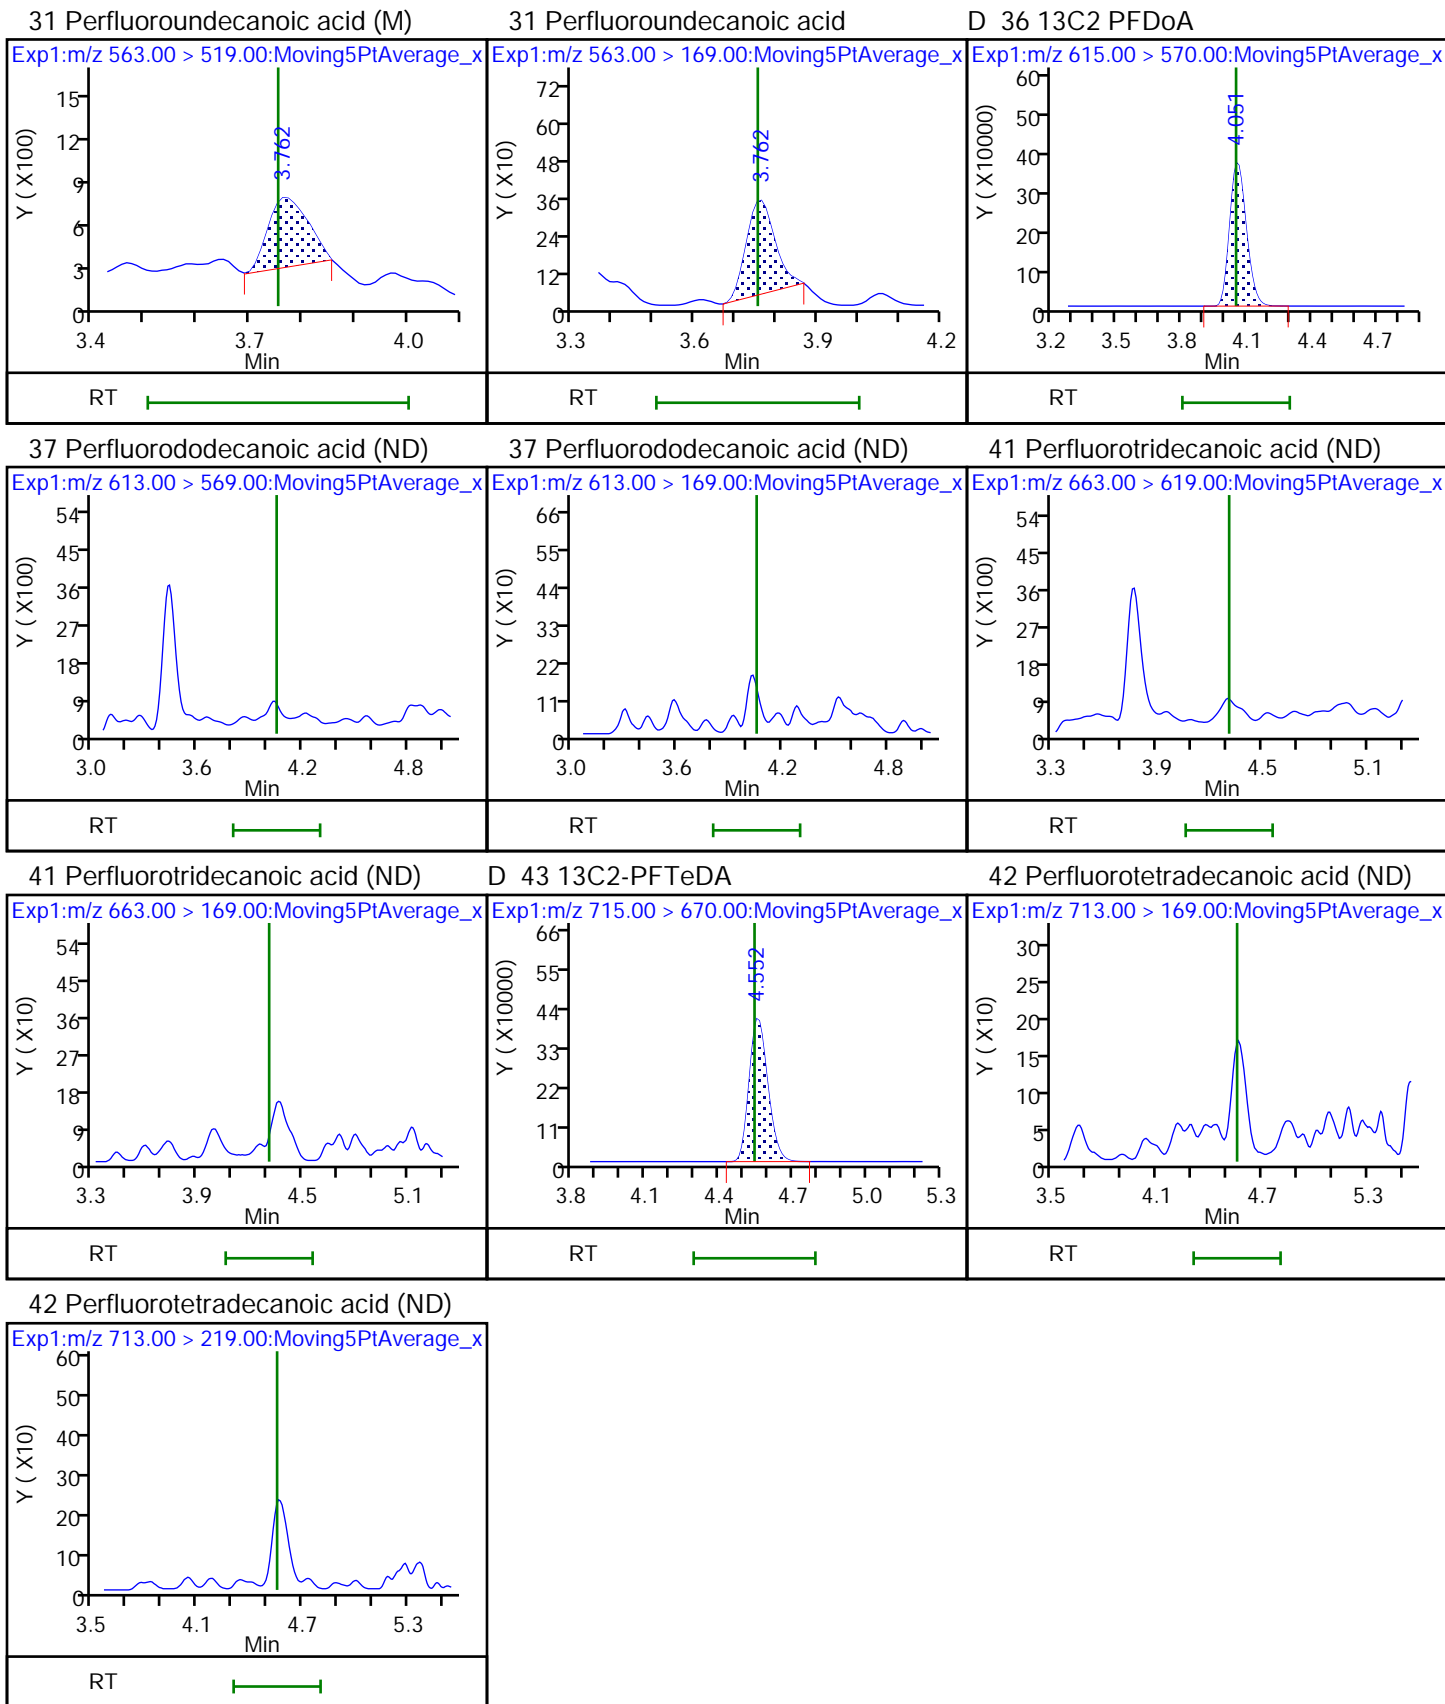 31 Perfluoroundecanoic acid (M)
Exp1:m/z 563.00 > 519.00:Moving5PtAverage_x
Y ( X100)
15
12
9
6
3
0
3.762
3.4 3.7 4.0
Min
RT
31 Perfluoroundecanoic acid
Exp1:m/z 563.00 > 169.00:Moving5PtAverage_x
Y ( X10)
72
60
48
36
24
12
0
3.762
3.3 3.6 3.9 4.2
Min
RT
D 36 13C2 PFDoA
Exp1:m/z 615.00 > 570.00:Moving5PtAverage_x
Y ( X10000)
60
50
40
30
20
10
0
4.051
3.2 3.5 3.8 4.1 4.4 4.7
Min
RT
37 Perfluorododecanoic acid (ND)
Exp1:m/z 613.00 > 569.00:Moving5PtAverage_x
Y ( X100)
54
45
36
27
18
9
0
3.0 3.6 4.2 4.8
Min
RT
37 Perfluorododecanoic acid (ND)
Exp1:m/z 613.00 > 169.00:Moving5PtAverage_x
Y ( X10)
66
55
44
33
22
11
0
3.0 3.6 4.2 4.8
Min
RT
41 Perfluorotridecanoic acid (ND)
Exp1:m/z 663.00 > 619.00:Moving5PtAverage_x
Y ( X100)
54
45
36
27
18
9
0
3.3 3.9 4.5 5.1
Min
RT
41 Perfluorotridecanoic acid (ND)
Exp1:m/z 663.00 > 169.00:Moving5PtAverage_x
Y ( X10)
54
45
36
27
18
9
0
3.3 3.9 4.5 5.1
Min
RT
D 43 13C2-PFTeDA
Exp1:m/z 715.00 > 670.00:Moving5PtAverage_x
Y ( X10000)
66
55
44
33
22
11
0
4.552
3.8 4.1 4.4 4.7 5.0 5.3
Min
RT
42 Perfluorotetradecanoic acid (ND)
Exp1:m/z 713.00 > 169.00:Moving5PtAverage_x
Y ( X10)
30
25
20
15
10
5
0
3.5 4.1 4.7 5.3
Min
RT
42 Perfluorotetradecanoic acid (ND)
Exp1:m/z 713.00 > 219.00:Moving5PtAverage_x
Y ( X10)
60
50
40
30
20
10
0
3.5 4.1 4.7 5.3
Min
RT